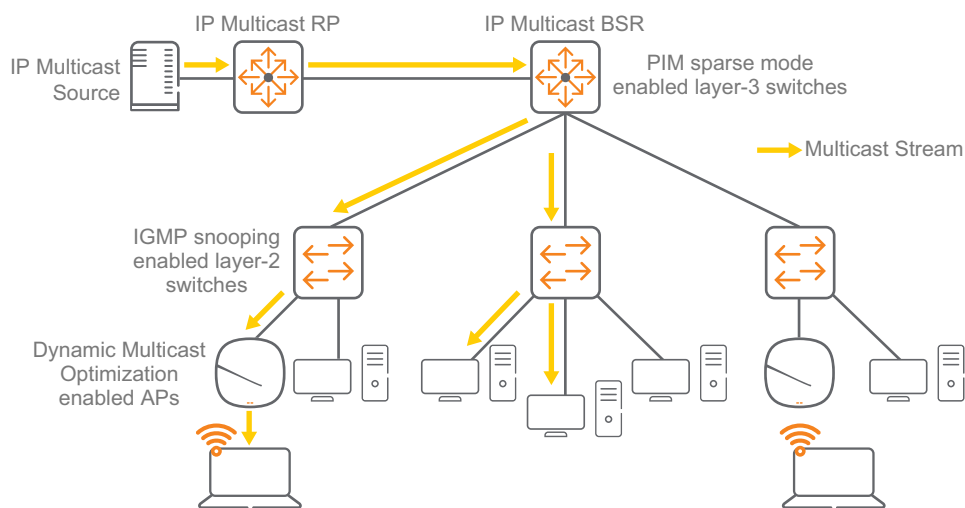 IP Multicast RP
IP Multicast BSR
IP Multicast
Source
PIM sparse mode
enabled layer-3 switches
Multicast Stream
IGMP snooping
enabled layer-2
switches
Dynamic Multicast
Optimization
enabled APs